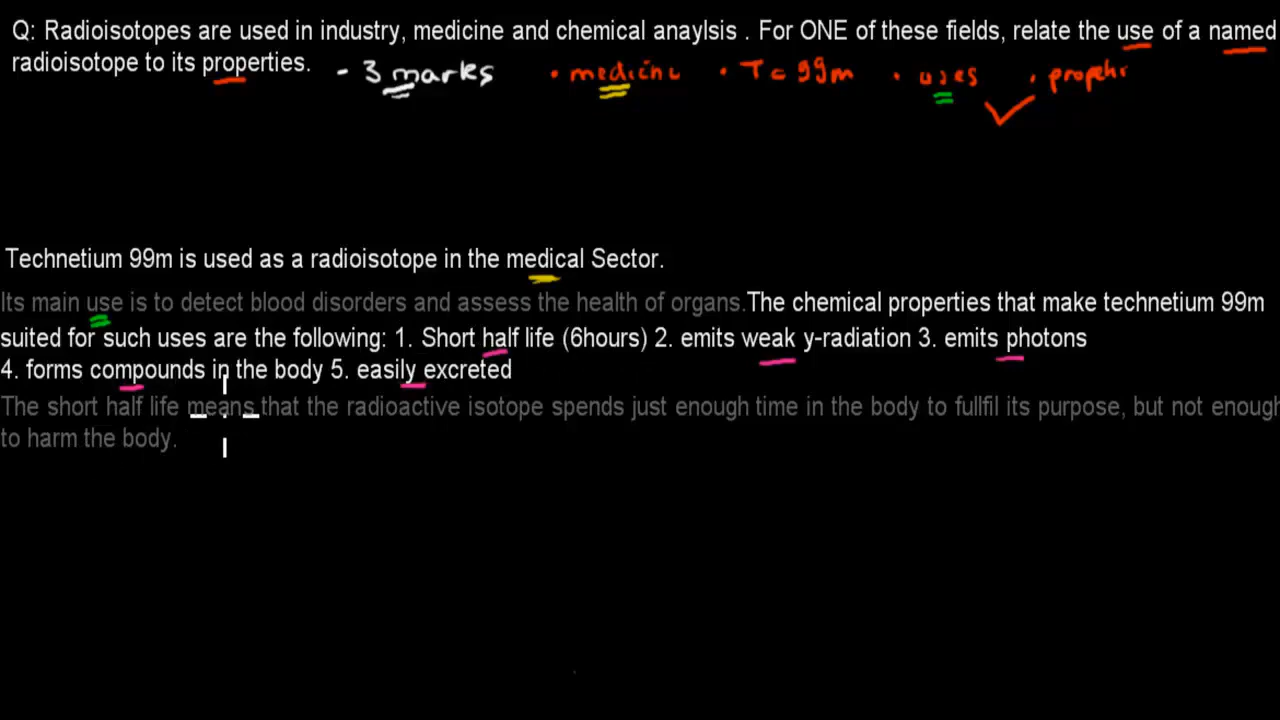 Q: Radioisotopes are used in industry, medicine and chemical anaylsis . For ONE of these fields, relate the use of a named
radioisotope to its properties. - 3 marks • medicine • Tc 99m • uses •
Technetium 99m is used as a radioisotope in the medical Sector.
Its main use is to detect blood disorders and assess the health of organs.The chemical properties that make technetium 99m
suited for such uses are the following: 1. Short half life (6hours) 2. emits weak y-radiation 3. emits photons
4. forms compounds in the body 5. easily excreted
The short half life means that the radioactive isotope spends just enough time in the body to fullfil its purpose, but not enough
to harm the body.